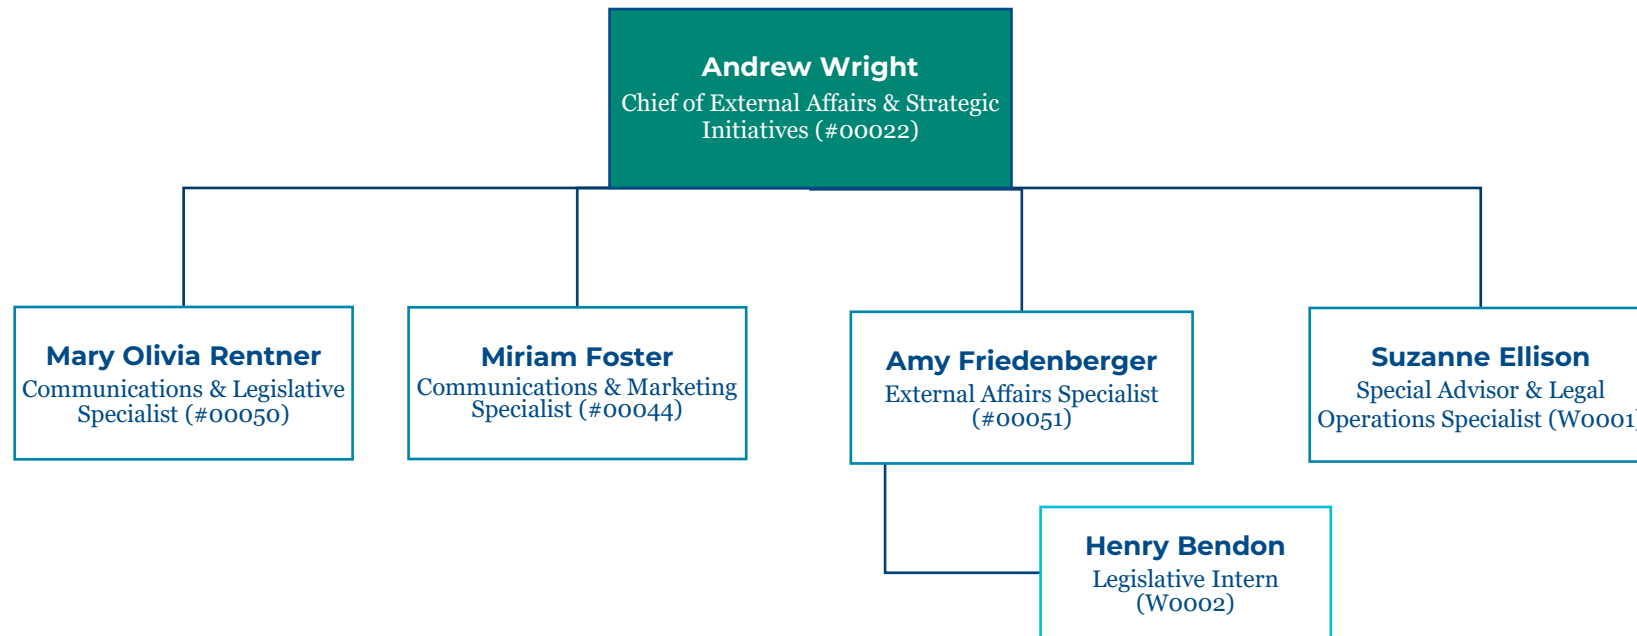 Andrew Wright
Chief of External Affairs & Strategic
Initiatives (#00022)
Mary Olivia Rentner
Communications & Legislative
Specialist (#00050)
Miriam Foster
Communications & Marketing
Specialist (#00044)
Amy Friedenberger
External Affairs Specialist
(#00051)
Suzanne Ellison
Special Advisor & Legal
Operations Specialist (W0001)
Henry Bendon
Legislative Intern
(W0002)